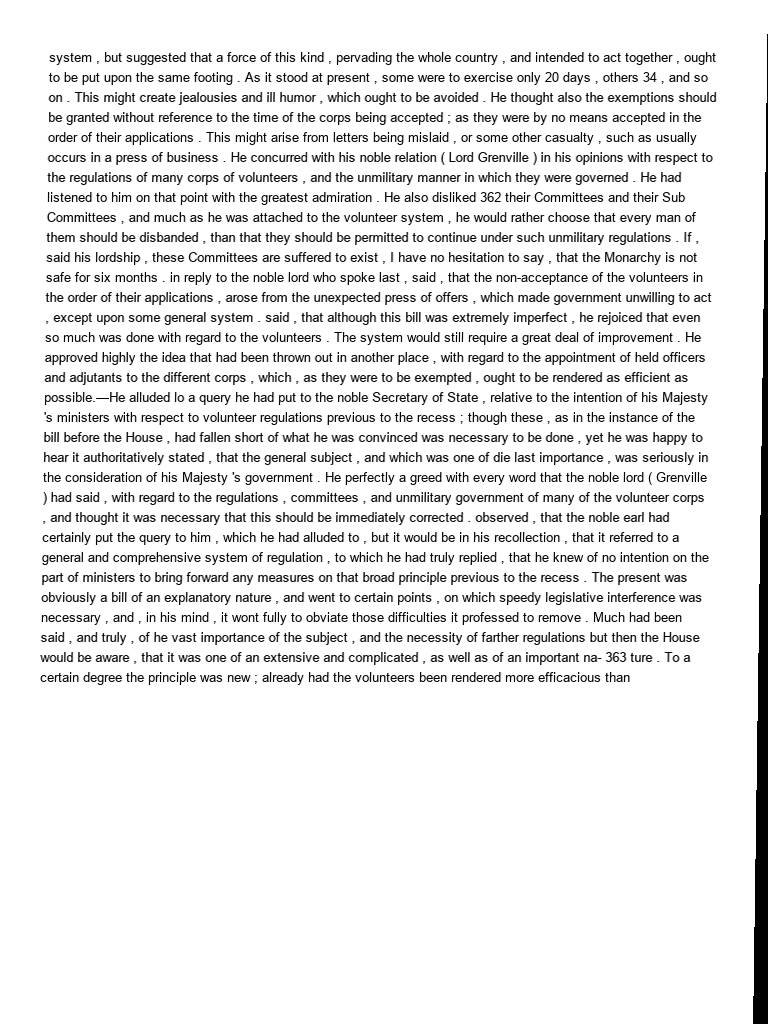 system , but suggested that a force of this kind , pervading the whole country , and intended to act together , ought
to be put upon the same footing . As it stood at present , some were to exercise only 20 days , others 34 , and so
on . This might create jealousies and ill humor , which ought to be avoided . He thought also the exemptions should
be granted without reference to the time of the corps being accepted ; as they were by no means accepted in the
order of their applications . This might arise from letters being mislaid , or some other casualty , such as usually
occurs in a press of business . He concurred with his noble relation ( Lord Grenville ) in his opinions with respect to
the regulations of many corps of volunteers , and the unmilitary manner in which they were governed . He had
listened to him on that point with the greatest admiration . He also disliked 362 their Committees and their Sub
Committees , and much as he was attached to the volunteer system , he would rather choose that every man of
them should be disbanded , than that they should be permitted to continue under such unmilitary regulations . If ,
said his lordship , these Committees are suffered to exist , I have no hesitation to say , that the Monarchy is not
safe for six months . in reply to the noble lord who spoke last , said , that the non-acceptance of the volunteers in
the order of their applications , arose from the unexpected press of offers , which made government unwilling to act
, except upon some general system . said , that although this bill was extremely imperfect , he rejoiced that even
so much was done with regard to the volunteers . The system would still require a great deal of improvement . He
approved highly the idea that had been thrown out in another place , with regard to the appointment of held officers
and adjutants to the different corps , which , as they were to be exempted , ought to be rendered as efficient as
possible.—He alluded lo a query he had put to the noble Secretary of State , relative to the intention of his Majesty
's ministers with respect to volunteer regulations previous to the recess ; though these , as in the instance of the
bill before the House , had fallen short of what he was convinced was necessary to be done , yet he was happy to
hear it authoritatively stated , that the general subject , and which was one of die last importance , was seriously in
the consideration of his Majesty 's government . He perfectly a greed with every word that the noble lord ( Grenville
) had said , with regard to the regulations , committees , and unmilitary government of many of the volunteer corps
, and thought it was necessary that this should be immediately corrected . observed , that the noble earl had
certainly put the query to him , which he had alluded to , but it would be in his recollection , that it referred to a
general and comprehensive system of regulation , to which he had truly replied , that he knew of no intention on the
part of ministers to bring forward any measures on that broad principle previous to the recess . The present was
obviously a bill of an explanatory nature , and went to certain points , on which speedy legislative interference was
necessary , and , in his mind , it wont fully to obviate those difficulties it professed to remove . Much had been
said , and truly , of he vast importance of the subject , and the necessity of farther regulations but then the House
would be aware , that it was one of an extensive and complicated , as well as of an important na- 363 ture . To a
certain degree the principle was new ; already had the volunteers been rendered more efficacious than